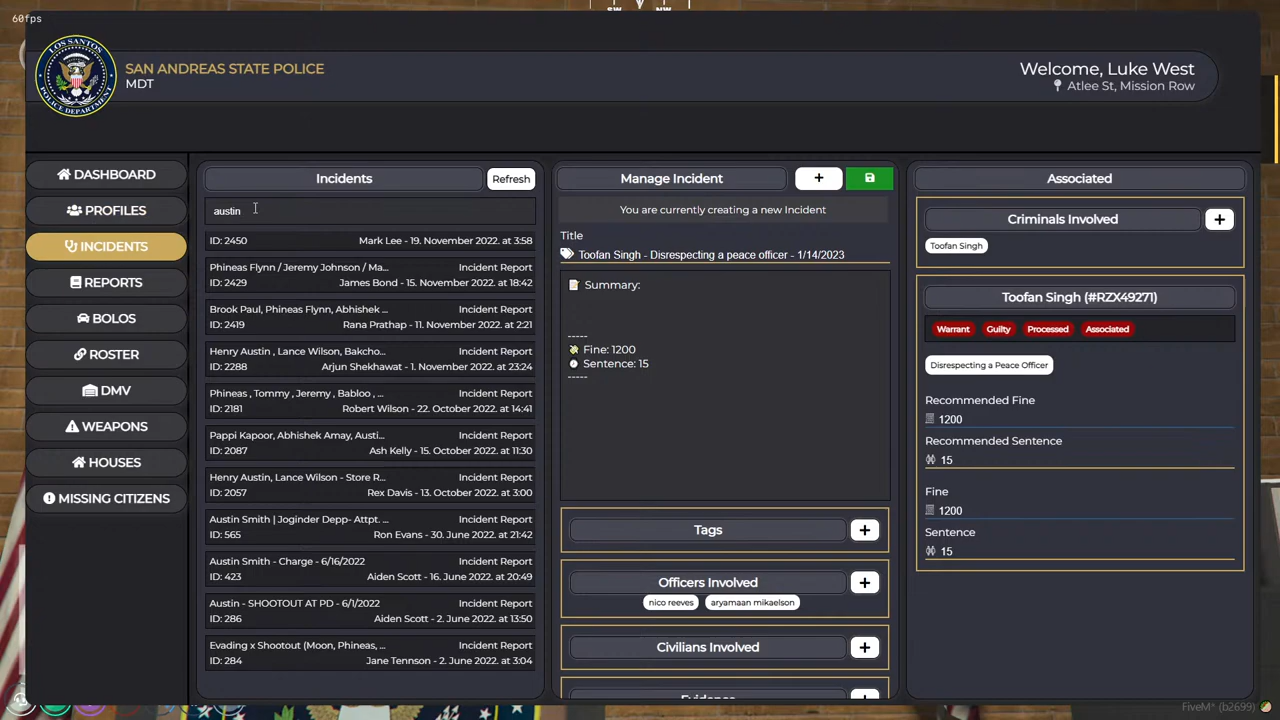 60fps
SW NW
LOS SANTOS
POLICE DEPARTMENT
SAN ANDREAS STATE POLICE
MDT
Welcome, Luke West
Atlee St, Mission Row
DASHBOARD
PROFILES
INCIDENTS
REPORTS
BOLOS
ROSTER
DMV
WEAPONS
HOUSES
MISSING CITIZENS
Incidents
Refresh
austin
ID: 2450 Mark Lee - 19. November 2022. at 3:58
Phineas Flynn / Jeremy Johnson / Ma... Incident Report
ID: 2429 James Bond - 15. November 2022. at 18:42
Brook Paul, Phineas Flynn, Abhishek ... Incident Report
ID: 2419 Rana Prathap - 11. November 2022. at 2:21
Henry Austin , Lance Wilson, Bakcho... Incident Report
ID: 2288 Arjun Shekhawat - 1. November 2022. at 23:24
Phineas , Tommy , Jeremy , Babloo , ... Incident Report
ID: 2181 Robert Wilson - 22. October 2022. at 14:41
Pappi Kapoor, Abhishek Amay, Austi... Incident Report
ID: 2087 Ash Kelly - 15. October 2022. at 11:30
Henry Austin, Lance Wilson - Store R... Incident Report
ID: 2057 Rex Davis - 13. October 2022. at 3:00
Austin Smith | Joginder Depp- Attpt. ... Incident Report
ID: 565 Ron Evans - 30. June 2022. at 21:42
Austin Smith - Charge - 6/16/2022 Incident Report
ID: 423 Aiden Scott - 16. June 2022. at 20:49
Austin - SHOOTOUT AT PD - 6/1/2022 Incident Report
ID: 286 Aiden Scott - 2. June 2022. at 13:50
Evading x Shootout (Moon, Phineas, ... Incident Report
ID: 284 Jane Tennson - 2. June 2022. at 3:04
Manage Incident
+
You are currently creating a new Incident
Title
Toofan Singh - Disrespecting a peace officer - 1/14/2023
Summary:
-----
Fine: 1200
Sentence: 15
-----
Tags +
Officers Involved +
nico reeves aryamaan mikaelson
Civilians Involved +
Evidence +
Associated
Criminals Involved +
Toofan Singh
Toofan Singh (#RZX49271)
Warrant Guilty Processed Associated
Disrespecting a Peace Officer
Recommended Fine
1200
Recommended Sentence
15
Fine
1200
Sentence
15
FiveM* (b2699)